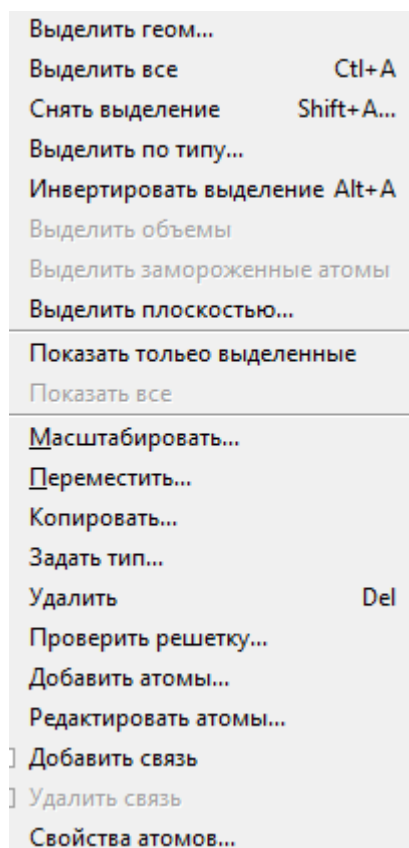 Выделить геом...
Выделить все Ctl+A
Снять выделение Shift+A...
Выделить по типу...
Инвертировать выделение Alt+A
Выделить объемы
Выделить замороженные атомы
Выделить плоскостью...
Показать тольео выделенные
Показать все
Масштабировать...
Переместить...
Копировать...
Задать тип...
Удалить Del
Проверить решетку...
Добавить атомы...
Редактировать атомы...
Добавить связь
Удалить связь
Свойства атомов...